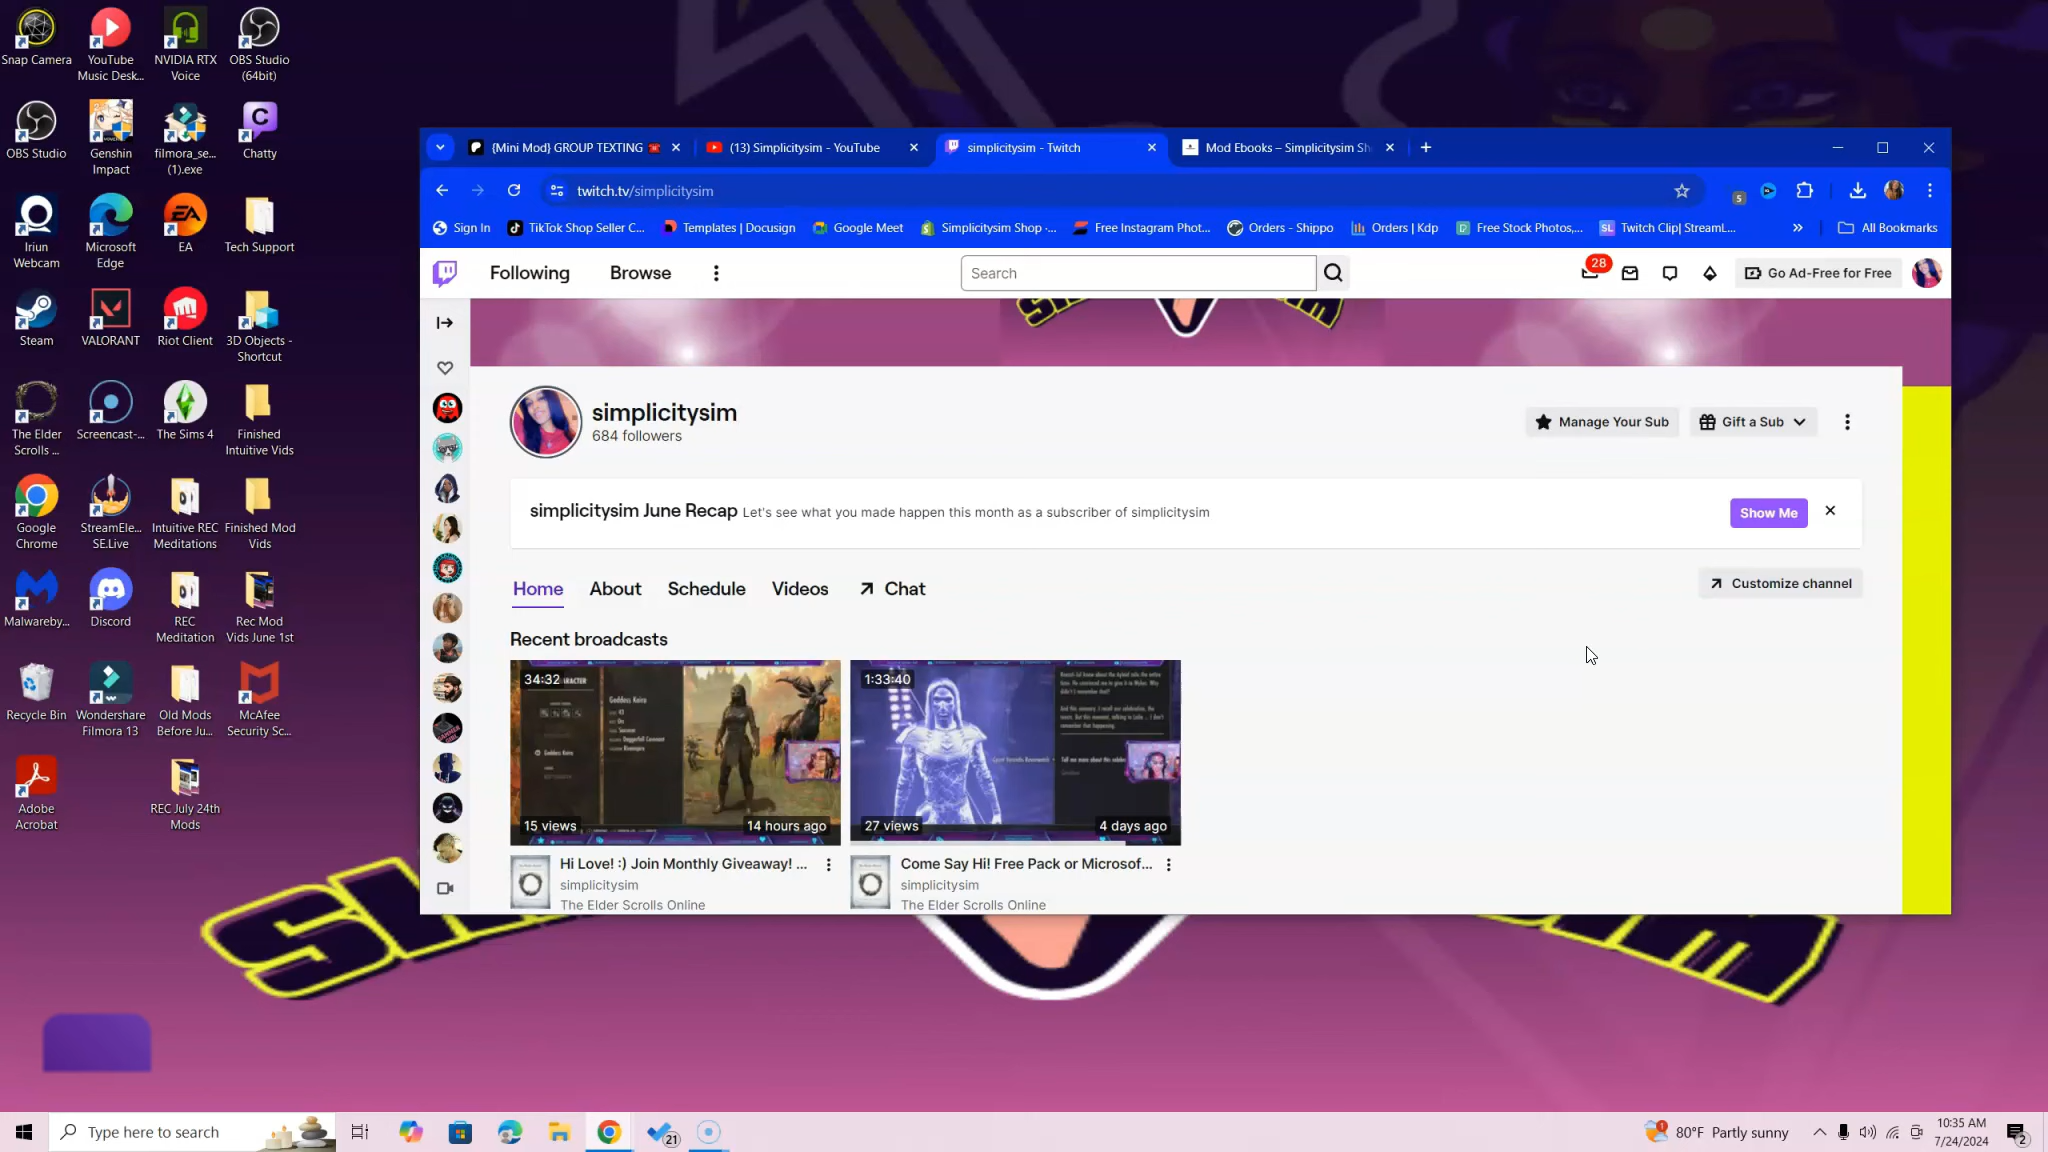 Snap Camera
YouTube
Music Desk...
NVIDIA RTX
Voice
OBS Studio
(64bit)
OBS Studio
Genshin
Impact
filmora_se...
(1).exe
C
Chatty
Iriun
Webcam
Microsoft
Edge
EA
EA
Tech Support
Steam
VALORANT
Riot Client
3D Objects -
Shortcut
The Elder
Scrolls ...
Screencast-...
The Sims 4
Finished
Intuitive Vids
Google
Chrome
StreamEle...
SE.Live
Intuitive REC
Meditations
Finished Mod
Vids
Malwareby...
Discord
REC
Meditation
Rec Mod
Vids June 1st
Recycle Bin
Wondershare
Filmora 13
Old Mods
Before Ju...
McAfee
Security Sc...
Adobe
Acrobat
REC July 24th
Mods
{Mini Mod} GROUP TEXTING
(13) Simplicitysim - YouTube
simplicitysim - Twitch
Mod Ebooks – Simplicitysim Sh
twitch.tv/simplicitysim
5
Sign In
TikTok Shop Seller C...
Templates | Docusign
Google Meet
Simplicitysim Shop ·...
Free Instagram Phot...
Orders - Shippo
Orders | Kdp
Free Stock Photos,...
SL
Twitch Clip| StreamL...
All Bookmarks
Following
Browse
Search
28
Go Ad-Free for Free
simplicitysim
684 followers
Manage Your Sub
Gift a Sub
simplicitysim June Recap
Let's see what you made happen this month as a subscriber of simplicitysim
Show Me
Home
About
Schedule
Videos
Chat
Customize channel
Recent broadcasts
34:32
Goddess Keira
15 views
14 hours ago
1:33:40
27 views
4 days ago
Hi Love! :) Join Monthly Giveaway! ...
simplicitysim
The Elder Scrolls Online
Come Say Hi! Free Pack or Microsof...
simplicitysim
The Elder Scrolls Online
Type here to search
21
1
80°F Partly sunny
10:35 AM
7/24/2024
2